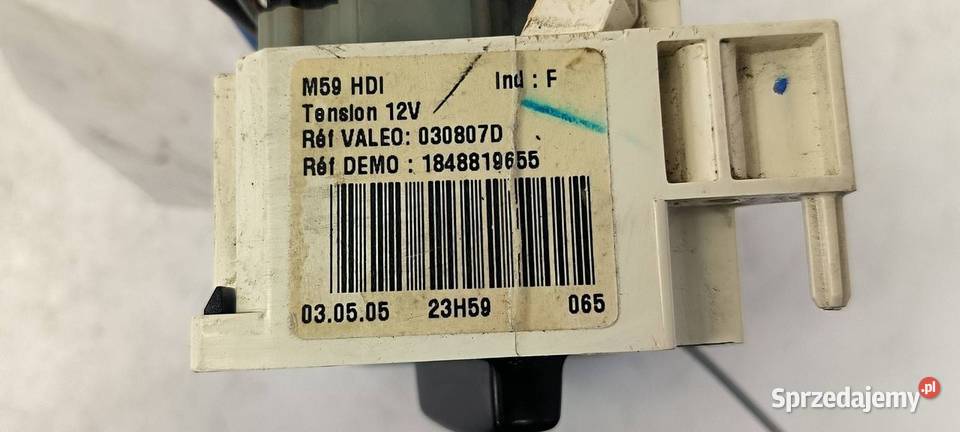 M59 HDI Ind : F
Tension 12V
Réf VALEO: 030807D
Réf DEMO : 1848819655
03.05.05 23H59 065
Sprzedajemy.pl